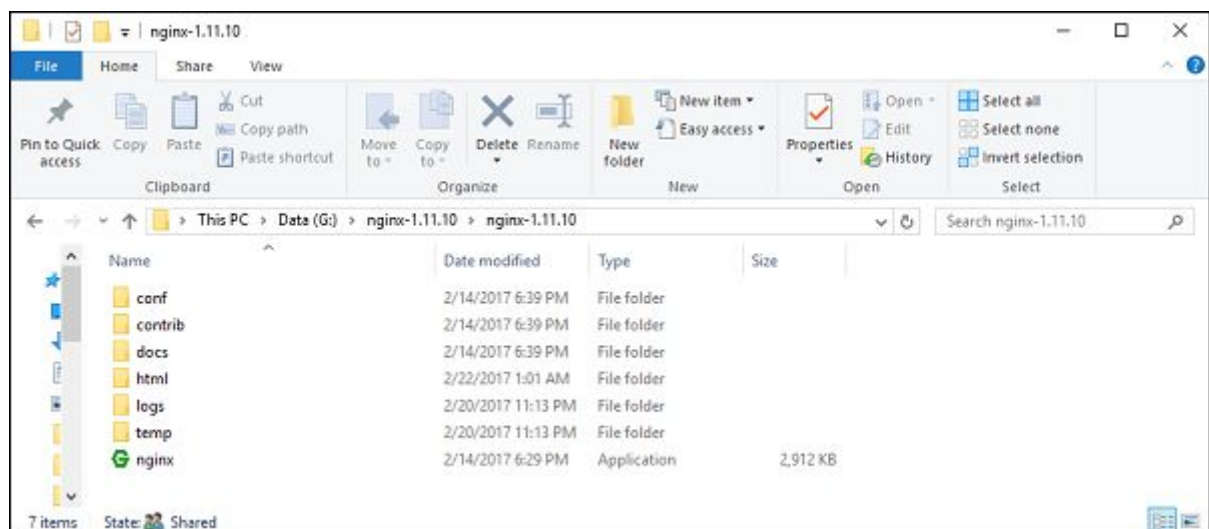 nginx-1.11.10
File Home Share View
Pin to Quick access
Copy
Paste
Cut
Copy path
Paste shortcut
Clipboard
Move to
Copy to
Delete
Rename
Organize
New folder
New item
Easy access
New
Properties
Open
Edit
History
Open
Select all
Select none
Invert selection
Select
This PC > Data (G:) > nginx-1.11.10 > nginx-1.11.10
Search nginx-1.11.10
Name Date modified Type Size
conf 2/14/2017 6:39 PM File folder
contrib 2/14/2017 6:39 PM File folder
docs 2/14/2017 6:39 PM File folder
html 2/22/2017 1:01 AM File folder
logs 2/20/2017 11:13 PM File folder
temp 2/20/2017 11:13 PM File folder
nginx 2/14/2017 6:29 PM Application 2,912 KB
7 items State: Shared